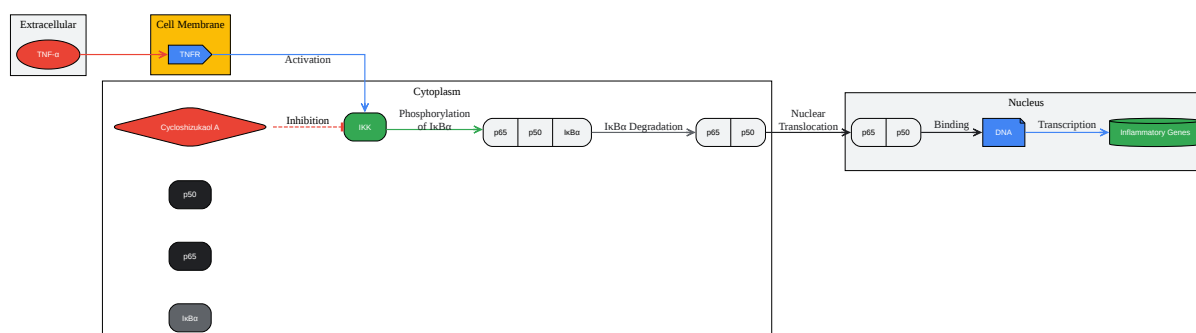 Extracellular
TNF-α
Cell Membrane
TNFR
Activation
Cytoplasm
Cycloshizukaol A
Inhibition
IKK
Phosphorylation
of IκBα
p65 p50 IκBα
IκBα Degradation
p65 p50
Nuclear
Translocation
Nucleus
p65 p50
Binding
DNA
Transcription
Inflammatory Genes
p50
p65
IκBα